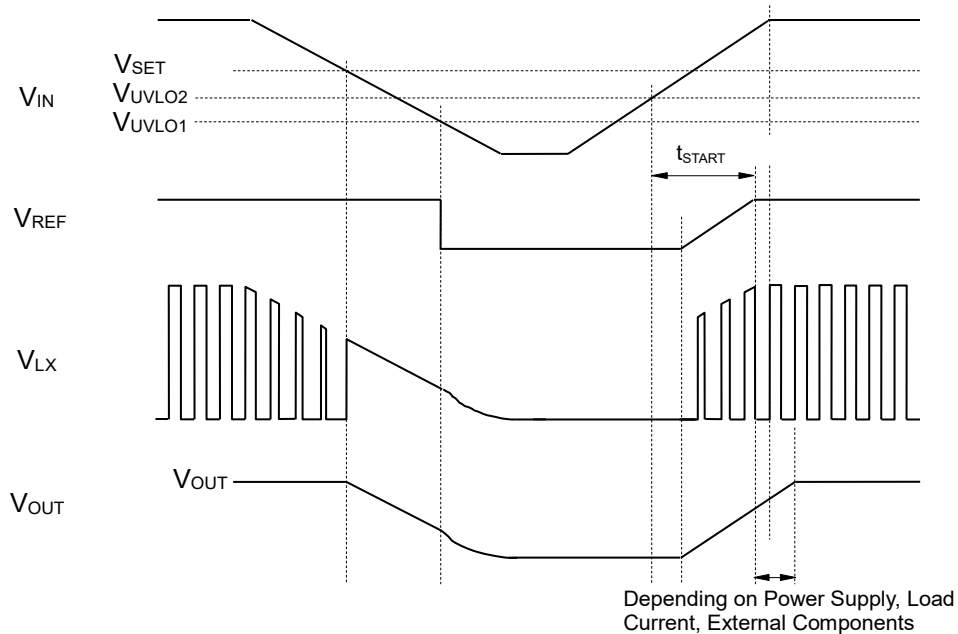 VSET
VIN
VUVLO2
VUVLO1
tSTART
VREF
VLX
VOUT
VOUT
Depending on Power Supply, Load
Current, External Components